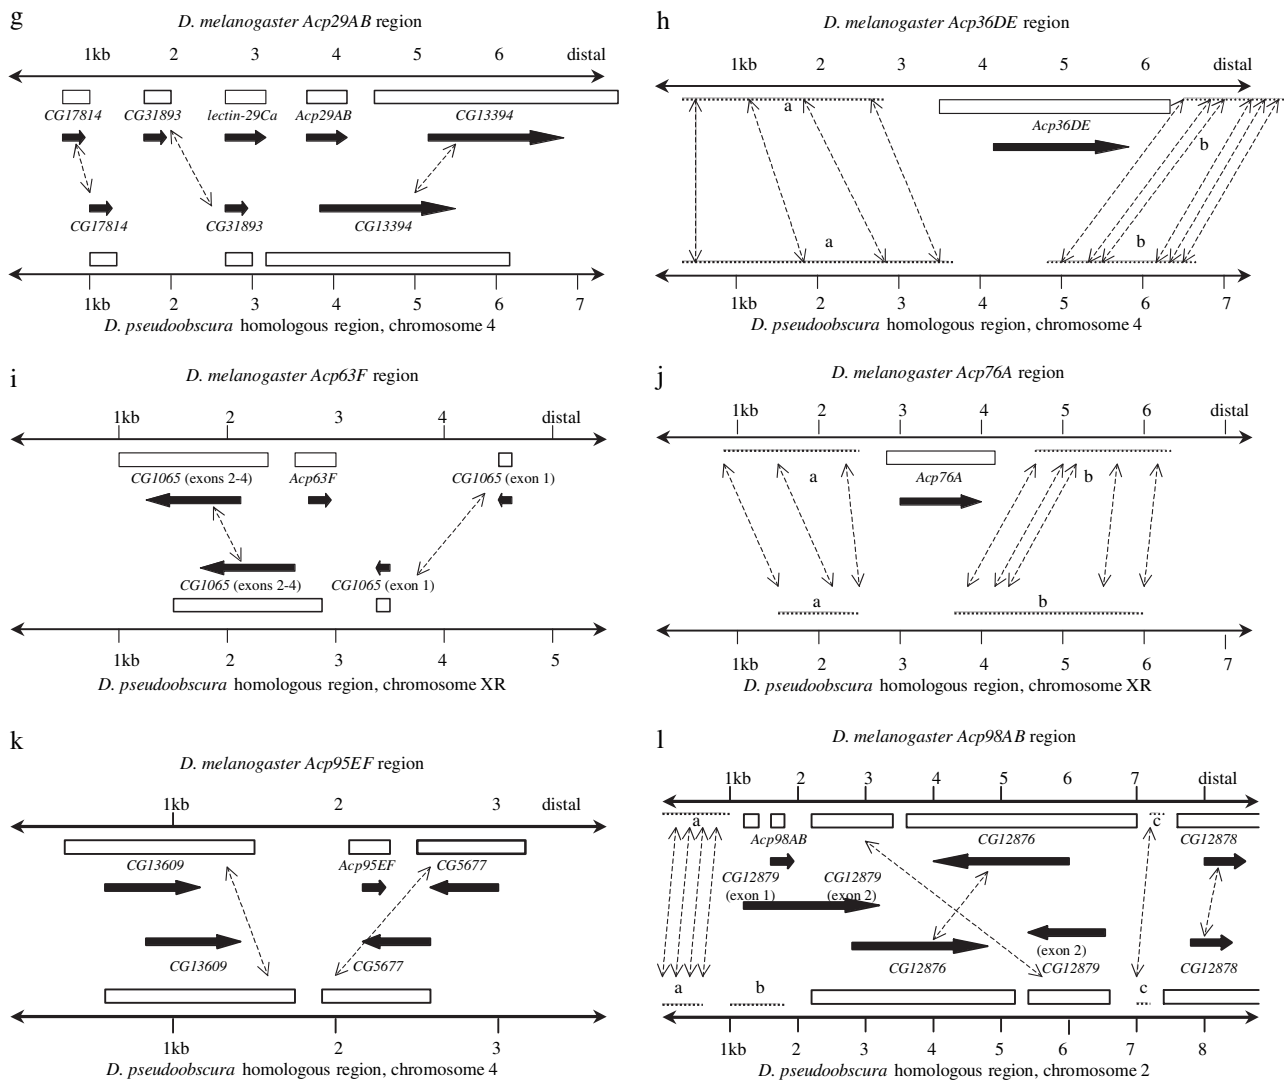 g
D. melanogaster Acp29AB region
1kb 2 3 4 5 6 distal
CG17814 CG31893 lectin-29Ca Acp29AB CG13394
CG17814 CG31893 CG13394
1kb 2 3 4 5 6 7
D. pseudoobscura homologous region, chromosome 4
h
D. melanogaster Acp36DE region
1kb 2 3 4 5 6 distal
a
Acp36DE
b
a b
1kb 2 3 4 5 6 7
D. pseudoobscura homologous region, chromosome 4
i
D. melanogaster Acp63F region
1kb 2 3 4 distal
CG1065 (exons 2-4) Acp63F CG1065 (exon 1)
CG1065 (exons 2-4) CG1065 (exon 1)
1kb 2 3 4 5
D. pseudoobscura homologous region, chromosome XR
j
D. melanogaster Acp76A region
1kb 2 3 4 5 6 distal
a Acp76A b
a b
1kb 2 3 4 5 6 7
D. pseudoobscura homologous region, chromosome XR
k
D. melanogaster Acp95EF region
1kb 2 3 distal
CG13609 Acp95EF CG5677
CG13609 CG5677
1kb 2 3
D. pseudoobscura homologous region, chromosome 4
l
D. melanogaster Acp98AB region
1kb 2 3 4 5 6 7 distal
a c
Acp98AB CG12876 CG12878
CG12879 CG12879
(exon 1) (exon 2)
(exon 2)
CG12876 CG12879 CG12878
a b c
1kb 2 3 4 5 6 7 8
D. pseudoobscura homologous region, chromosome 2